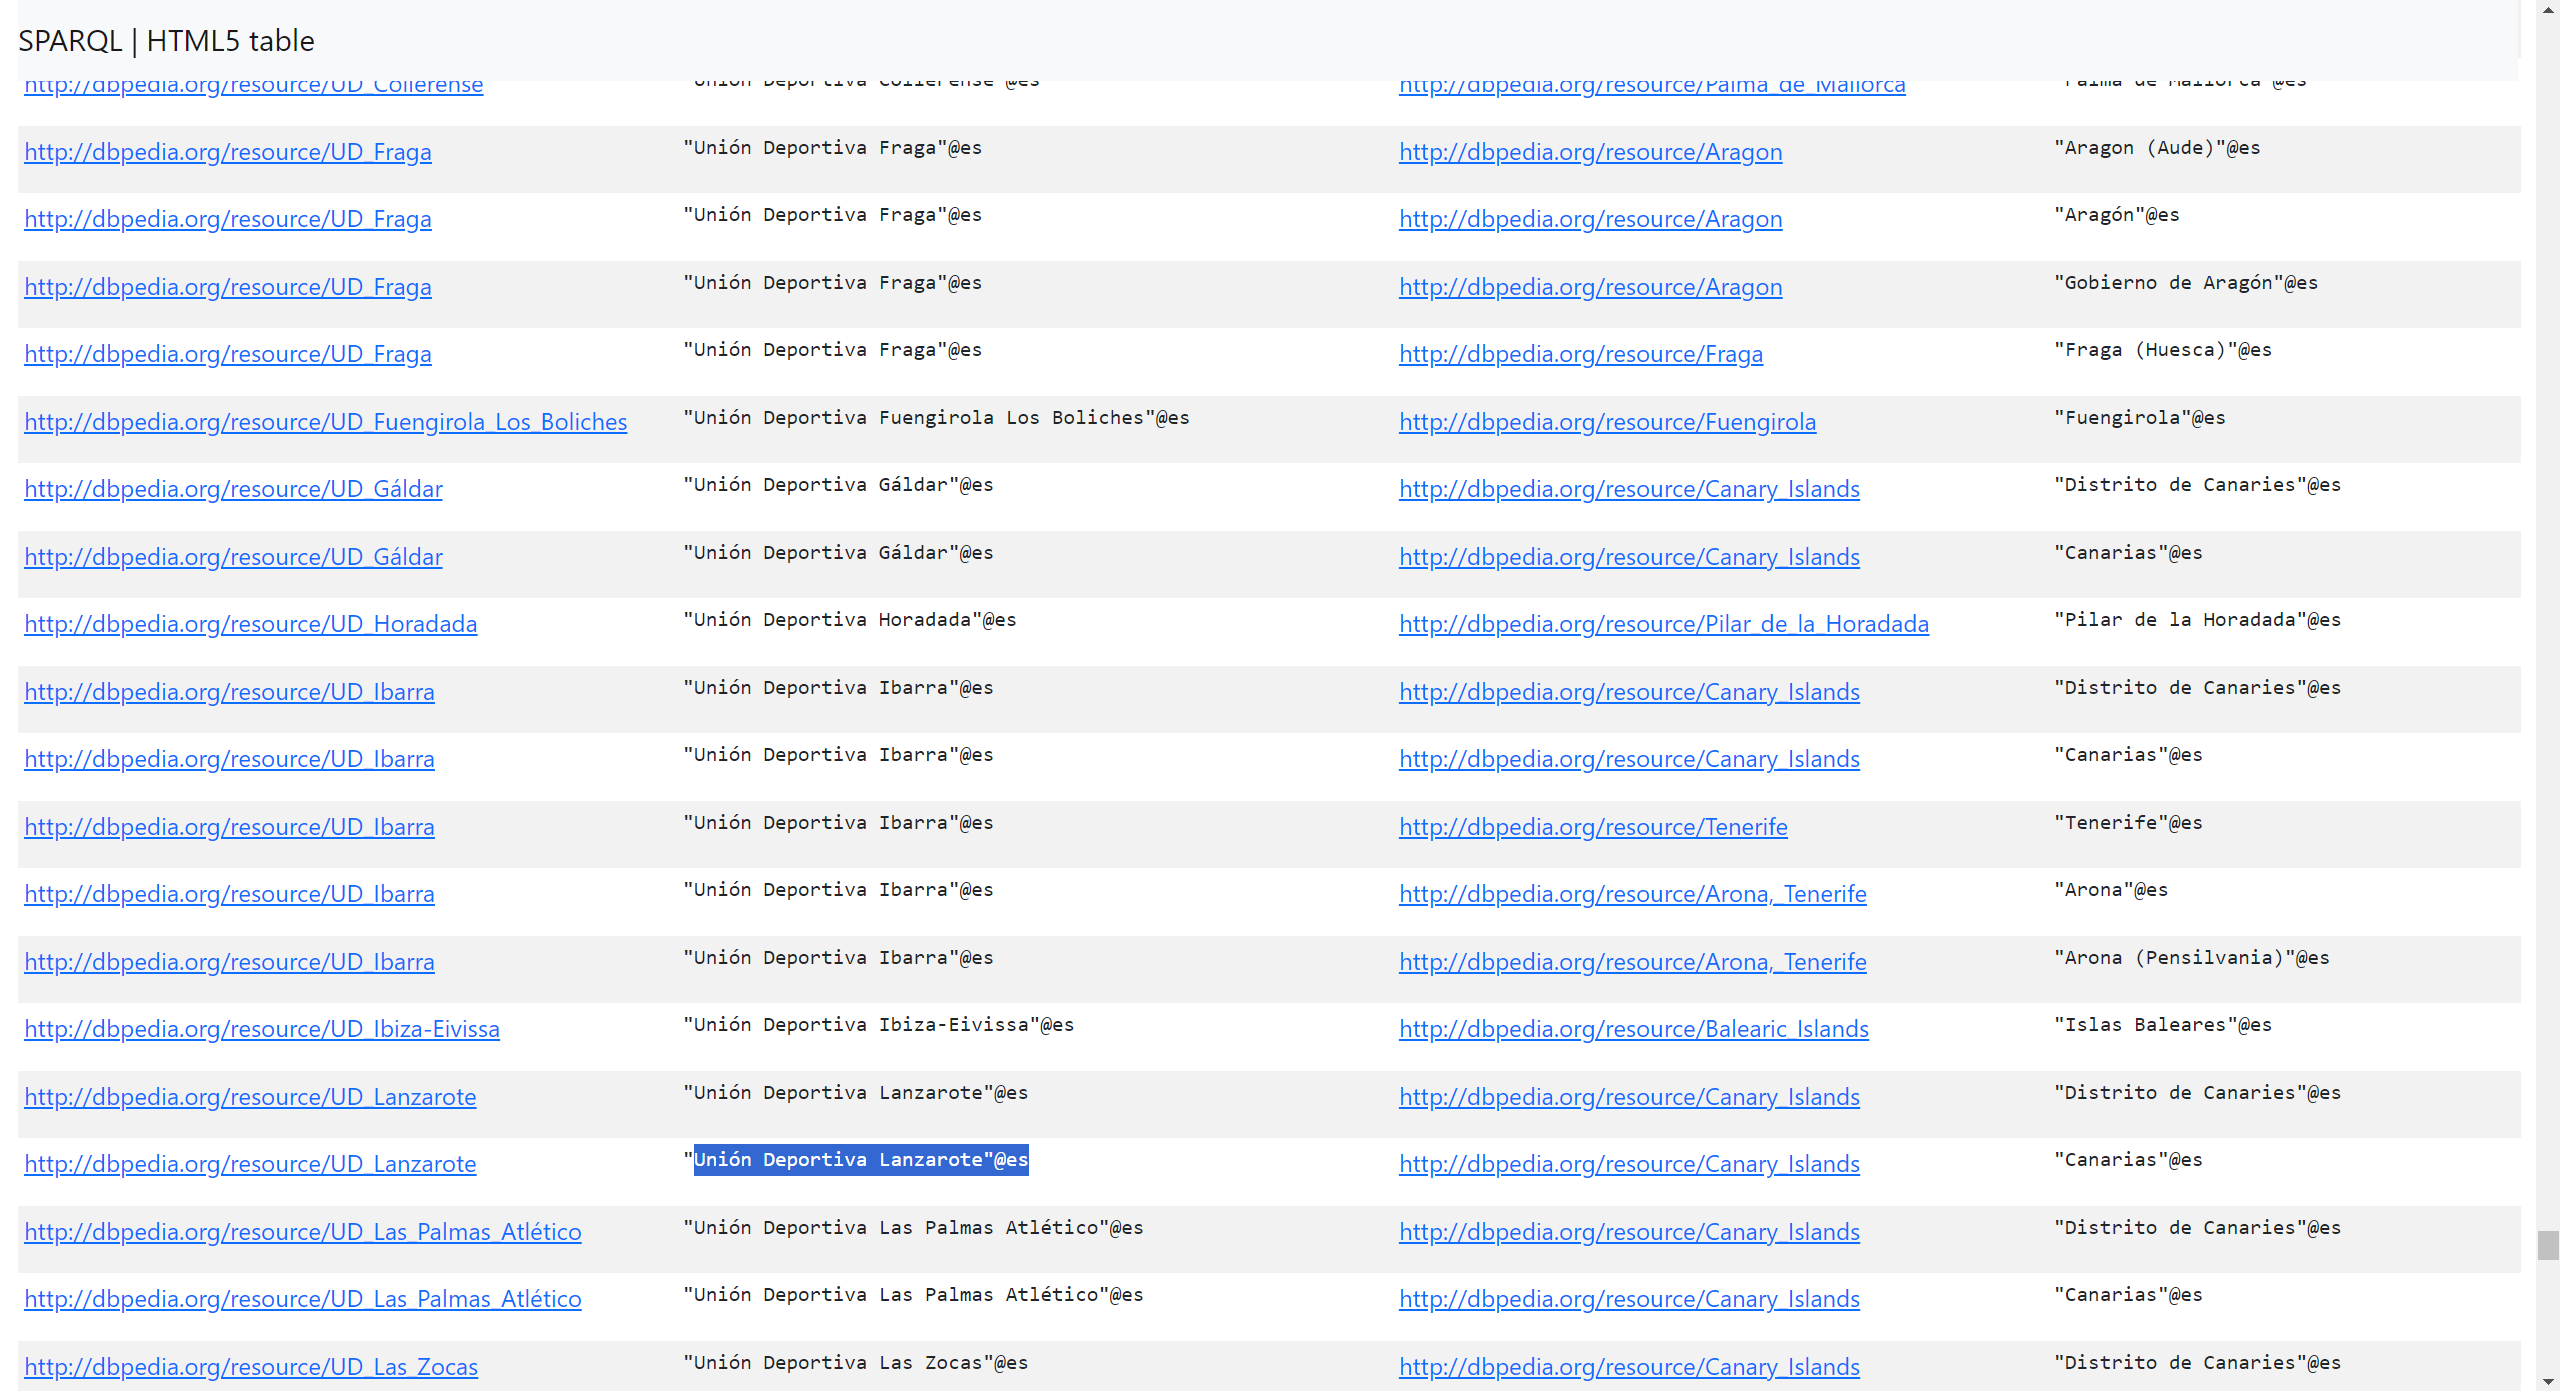 SPARQL | HTML5 table
http://dbpedia.org/resource/UD_Collerense "Unión Deportiva Collerense"@es http://dbpedia.org/resource/Palma_de_Mallorca "Palma de Mallorca"@es
http://dbpedia.org/resource/UD_Fraga "Unión Deportiva Fraga"@es http://dbpedia.org/resource/Aragon "Aragon (Aude)"@es
http://dbpedia.org/resource/UD_Fraga "Unión Deportiva Fraga"@es http://dbpedia.org/resource/Aragon "Aragón"@es
http://dbpedia.org/resource/UD_Fraga "Unión Deportiva Fraga"@es http://dbpedia.org/resource/Aragon "Gobierno de Aragón"@es
http://dbpedia.org/resource/UD_Fraga "Unión Deportiva Fraga"@es http://dbpedia.org/resource/Fraga "Fraga (Huesca)"@es
http://dbpedia.org/resource/UD_Fuengirola_Los_Boliches "Unión Deportiva Fuengirola Los Boliches"@es http://dbpedia.org/resource/Fuengirola "Fuengirola"@es
http://dbpedia.org/resource/UD_Gáldar "Unión Deportiva Gáldar"@es http://dbpedia.org/resource/Canary_Islands "Distrito de Canaries"@es
http://dbpedia.org/resource/UD_Gáldar "Unión Deportiva Gáldar"@es http://dbpedia.org/resource/Canary_Islands "Canarias"@es
http://dbpedia.org/resource/UD_Horadada "Unión Deportiva Horadada"@es http://dbpedia.org/resource/Pilar_de_la_Horadada "Pilar de la Horadada"@es
http://dbpedia.org/resource/UD_Ibarra "Unión Deportiva Ibarra"@es http://dbpedia.org/resource/Canary_Islands "Distrito de Canaries"@es
http://dbpedia.org/resource/UD_Ibarra "Unión Deportiva Ibarra"@es http://dbpedia.org/resource/Canary_Islands "Canarias"@es
http://dbpedia.org/resource/UD_Ibarra "Unión Deportiva Ibarra"@es http://dbpedia.org/resource/Tenerife "Tenerife"@es
http://dbpedia.org/resource/UD_Ibarra "Unión Deportiva Ibarra"@es http://dbpedia.org/resource/Arona,_Tenerife "Arona"@es
http://dbpedia.org/resource/UD_Ibarra "Unión Deportiva Ibarra"@es http://dbpedia.org/resource/Arona,_Tenerife "Arona (Pensilvania)"@es
http://dbpedia.org/resource/UD_Ibiza-Eivissa "Unión Deportiva Ibiza-Eivissa"@es http://dbpedia.org/resource/Balearic_Islands "Islas Baleares"@es
http://dbpedia.org/resource/UD_Lanzarote "Unión Deportiva Lanzarote"@es http://dbpedia.org/resource/Canary_Islands "Distrito de Canaries"@es
http://dbpedia.org/resource/UD_Lanzarote "Unión Deportiva Lanzarote"@es http://dbpedia.org/resource/Canary_Islands "Canarias"@es
http://dbpedia.org/resource/UD_Las_Palmas_Atlético "Unión Deportiva Las Palmas Atlético"@es http://dbpedia.org/resource/Canary_Islands "Distrito de Canaries"@es
http://dbpedia.org/resource/UD_Las_Palmas_Atlético "Unión Deportiva Las Palmas Atlético"@es http://dbpedia.org/resource/Canary_Islands "Canarias"@es
http://dbpedia.org/resource/UD_Las_Zocas "Unión Deportiva Las Zocas"@es http://dbpedia.org/resource/Canary_Islands "Distrito de Canaries"@es